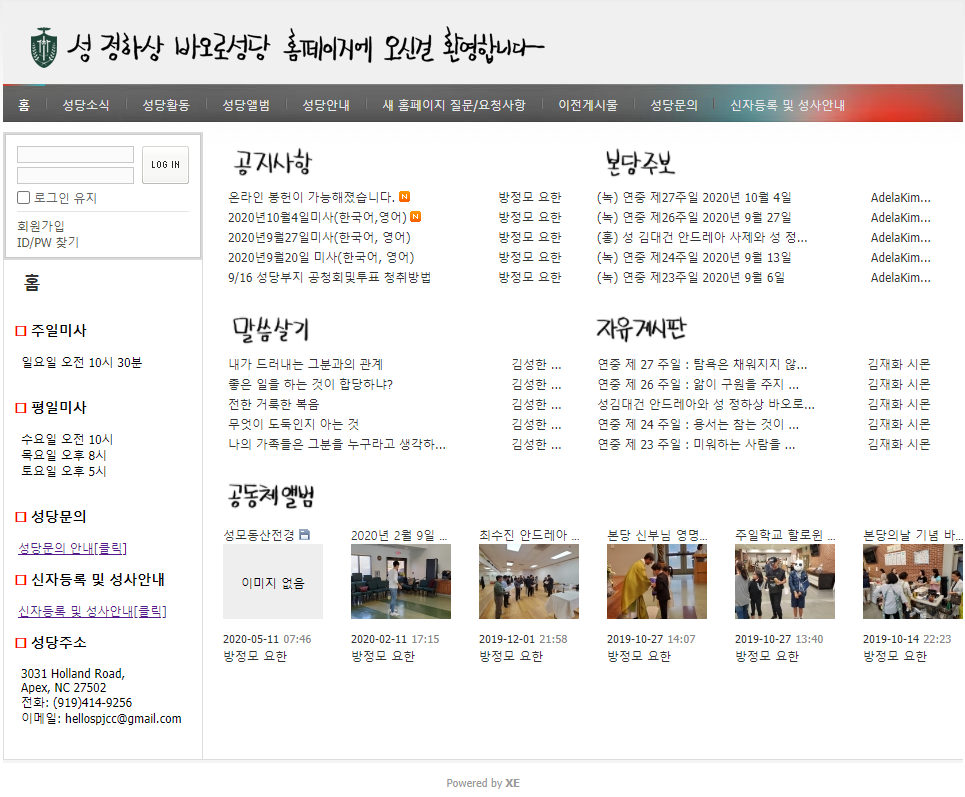 성 정하상 바오로성당 홈페이지에 오신걸 환영합니다~
홈 성당소식 성당활동 성당앨범 성당안내 새 홈페이지 질문/요청사항 이전게시물 성당문의 신자등록 및 성사안내
LOG IN
로그인 유지
회원가입
ID/PW 찾기
홈
주일미사
일요일 오전 10시 30분
평일미사
수요일 오전 10시
목요일 오후 8시
토요일 오후 5시
성당문의
성당문의 안내[클릭]
신자등록 및 성사안내
신자등록 및 성사안내[클릭]
성당주소
3031 Holland Road,
Apex, NC 27502
전화: (919)414-9256
이메일: hellospjcc@gmail.com
공지사항
온라인 봉헌이 가능해졌습니다. N 방정모 요한
2020년10월4일미사(한국어,영어) N 방정모 요한
2020년9월27일미사(한국어, 영어) 방정모 요한
2020년9월20일 미사(한국어, 영어) 방정모 요한
9/16 성당부지 공청회및투표 청취방법 방정모 요한
본당주보
(녹) 연중 제27주일 2020년 10월 4일 AdelaKim...
(녹) 연중 제26주일 2020년 9월 27일 AdelaKim...
(홍) 성 김대건 안드레아 사제와 성 정... AdelaKim...
(녹) 연중 제24주일 2020년 9월 13일 AdelaKim...
(녹) 연중 제23주일 2020년 9월 6일 AdelaKim...
말씀살기
내가 드러내는 그분과의 관계 김성한 ...
좋은 일을 하는 것이 합당하냐? 김성한 ...
전한 거룩한 복음 김성한 ...
무엇이 도둑인지 아는 것 김성한 ...
나의 가족들은 그분을 누구라고 생각하... 김성한 ...
자유게시판
연중 제 27 주일 : 탐욕은 채워지지 않... 김재화 시몬
연중 제 26 주일 : 앎이 구원을 주지 ... 김재화 시몬
성김대건 안드레아와 성 정하상 바오로... 김재화 시몬
연중 제 24 주일 : 용서는 참는 것이 ... 김재화 시몬
연중 제 23 주일 : 미워하는 사람을 ... 김재화 시몬
공동체앨범
성모동산전경
이미지 없음
2020-05-11 07:46
방정모 요한
2020년 2월 9일 ...
2020-02-11 17:15
방정모 요한
최수진 안드레아 ...
2019-12-01 21:58
방정모 요한
본당 신부님 영명...
2019-10-27 14:07
방정모 요한
주일학교 할로윈 ...
2019-10-27 13:40
방정모 요한
본당의날 기념 바...
2019-10-14 22:23
방정모 요한
Powered by XE